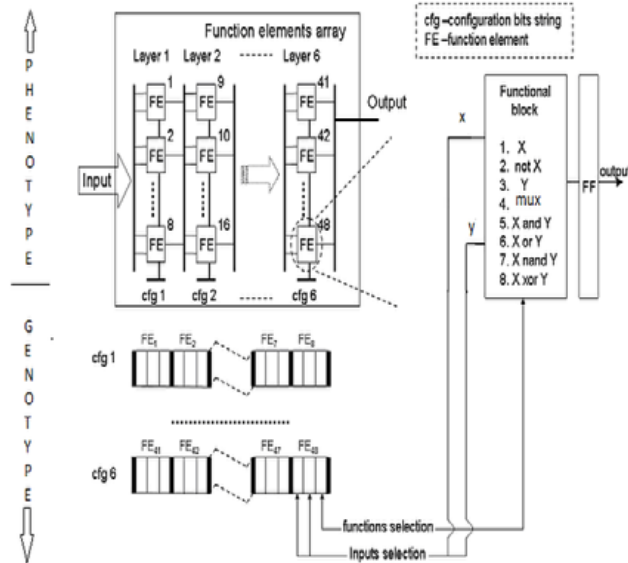 PHENOTYPE
GENOTYPE
Function elements array
Layer 1 Layer 2 Layer 6
1 9 41
FE FE FE
2 10 42
FE FE FE
8 16 48
FE FE FE
Input
Output
cfg 1 cfg 2 cfg 6
cfg –configuration bits string
FE –function element
x
y
Functional
block
1. X
2. not X
3. Y
4. mux
5. X and Y
6. X or Y
7. X nand Y
8. X xor Y
FF
output
cfg 1
FE1 FE2 FE7 FE8
cfg 6
FE41 FE42 FE47 FE48
functions selection
Inputs selection